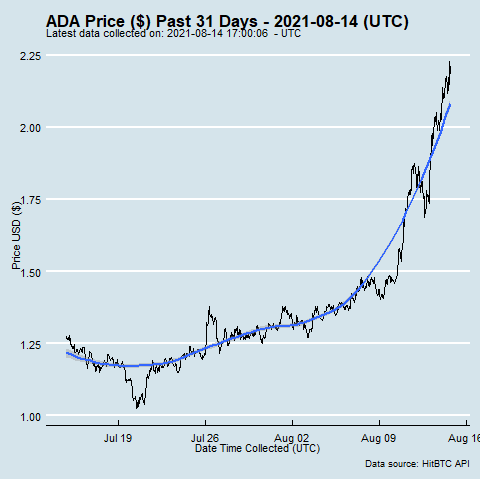 ADA Price ($) Past 31 Days - 2021-08-14 (UTC)
Latest data collected on: 2021-08-14 17:00:06  - UTC
2.25
2.00
1.75
1.50
1.25
1.00
Price USD ($)
Jul 19 Jul 26 Aug 02 Aug 09 Aug 16
Date Time Collected (UTC)
Data source: HitBTC API